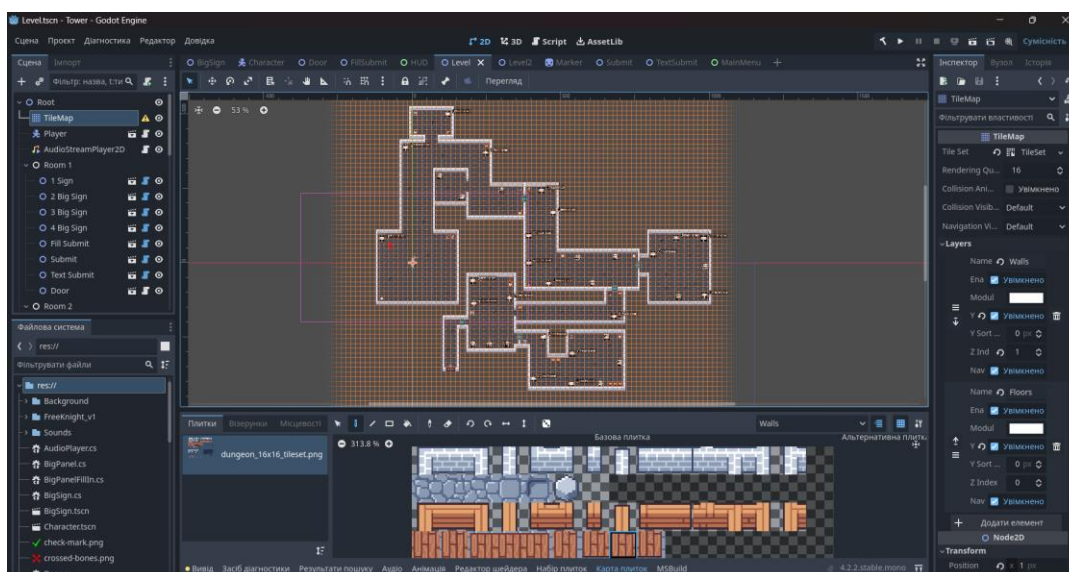 Level.tscn - Tower - Godot Engine
Сцена Проєкт Діагностика Редактор Довідка
2D 3D Script AssetLib
Сумісність
Сцена Імпорт
BigSign Character Door FillSubmit HUD Level Level2 Marker Submit TextSubmit MainMenu
Інспектор Вузол Історія
Фільтр: назва, t:ти
Перегляд
Root
TileMap
Player
AudioStreamPlayer2D
Room 1
1 Sign
2 Big Sign
3 Big Sign
4 Big Sign
Fill Submit
Submit
Text Submit
Door
Room 2
53 %
Файлова система
res://
Фільтрувати файли
res://
Background
FreeKnight_v1
Sounds
AudioPlayer.cs
BigPanel.cs
BigPanelFillIn.cs
BigSign.cs
BigSign.tscn
Character.tscn
check-mark.png
crossed-bones.png
Плитки Візерунки Місцевості
Walls
dungeon_16x16_tileset.png
313.8 %
Базова плитка
Альтернативна плитк
Вивід Засіб діагностики Результати пошуку Аудіо Анімація Редактор шейдера Набір плиток Карта плиток MSBuild
4.2.2.stable.mono
TileMap
Фільтрувати властивості
TileMap
Tile Set TileSet
Rendering Qu... 16
Collision Ani... Увімкнено
Collision Visib... Default
Navigation Vi... Default
Layers
Name Walls
Ena Увімкнено
Modul
Y Увімкнено
Y Sort ... 0 px
Z Ind 1
Nav Увімкнено
Name Floors
Ena Увімкнено
Modul
Y Увімкнено
Y Sort ... 0 px
Z Index 0
Nav Увімкнено
Додати елемент
Node2D
Transform
Position x 1 px